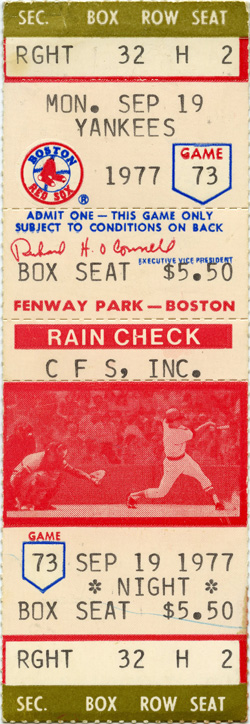 SEC. BOX ROW SEAT
RGHT 32 H 2
MON. SEP 19
YANKEES
BOSTON
RED SOX
®
1977
GAME
73
ADMIT ONE — THIS GAME ONLY
SUBJECT TO CONDITIONS ON BACK
Richard H. O'Connell
EXECUTIVE VICE PRESIDENT
BOX SEAT $5.50
FENWAY PARK — BOSTON
RAIN CHECK
C F S, INC.
GAME
73
SEP 19 1977
* NIGHT *
BOX SEAT $5.50
RGHT 32 H 2
SEC. BOX ROW SEAT